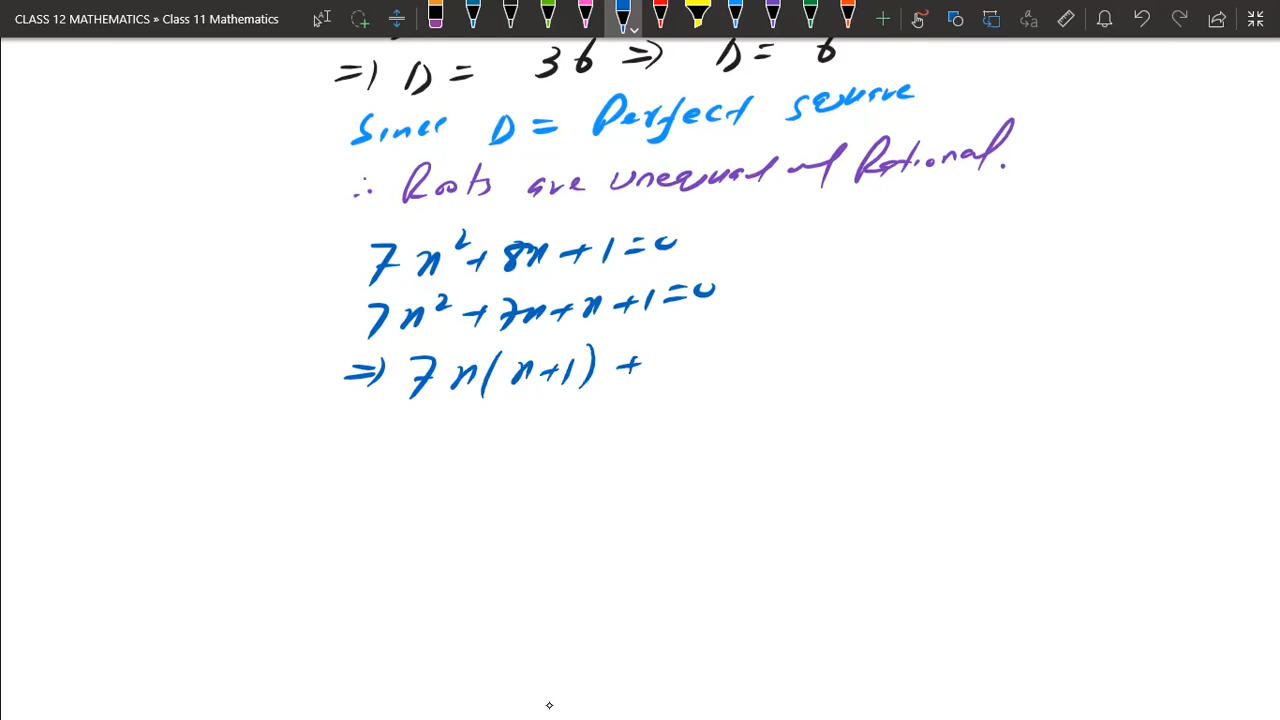 CLASS 12 MATHEMATICS » Class 11 Mathematics
=) D = 36 => D = 6
Since D = Perfect square
∴ Roots are unequal and Rational.
7x² + 8x + 1 = 0
7x² + 7x + x + 1 = 0
=> 7x(x+1) +